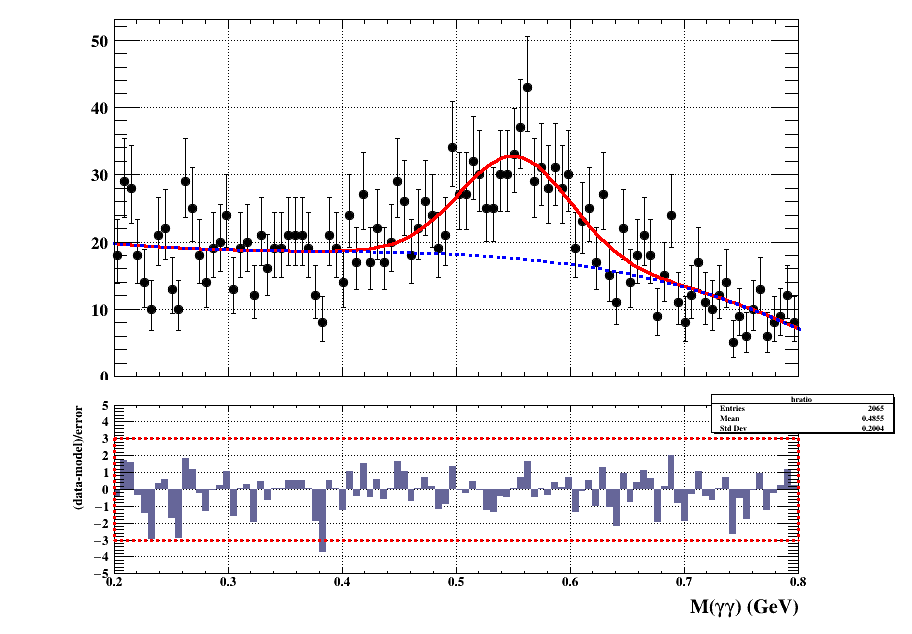 50
40
30
20
10
0
(data-model)/error
5
4
3
2
1
0
−1
−2
−3
−4
−5
hratio
Entries 2065
Mean 0.4855
Std Dev 0.2004
0.2 0.3 0.4 0.5 0.6 0.7 0.8
M(γγ) (GeV)